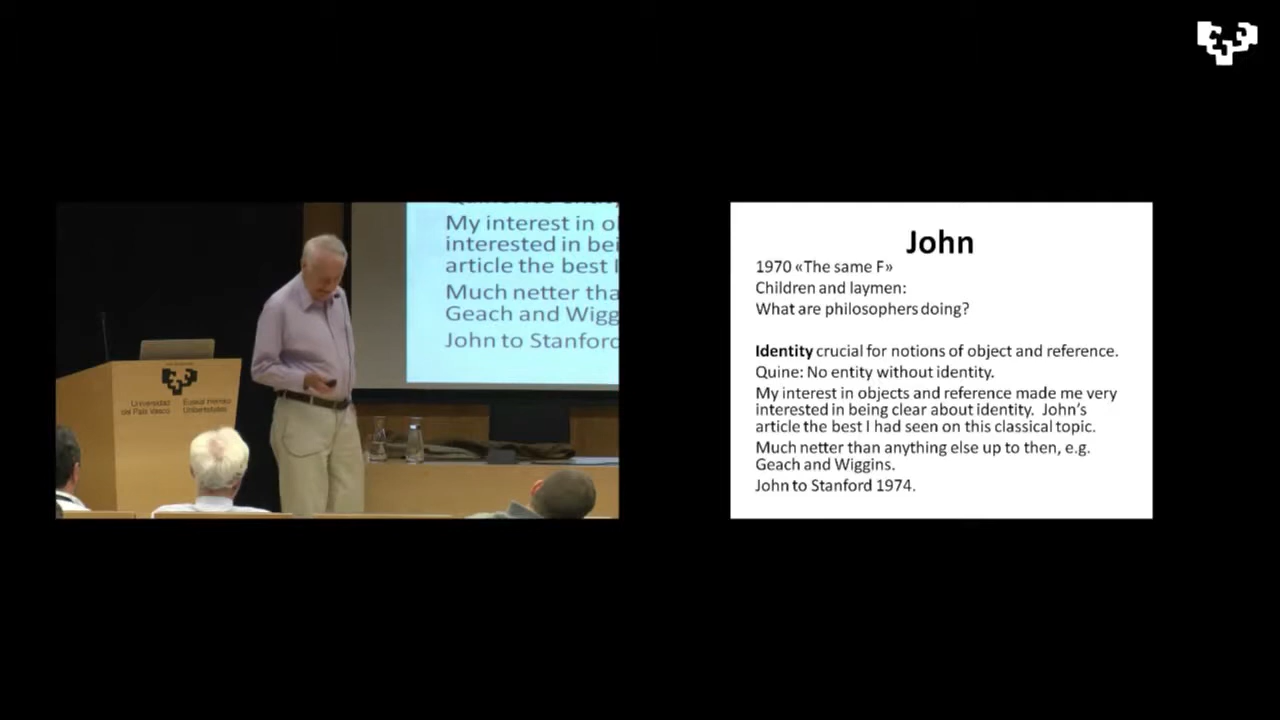 My interest in o
interested in bei
article the best I
Much netter tha
Geach and Wigg
John to Stanford
Universidad
del País Vasco
Euskal Herriko
Unibertsitatea
John
1970 «The same F»
Children and laymen:
What are philosophers doing?
Identity crucial for notions of object and reference.
Quine: No entity without identity.
My interest in objects and reference made me very
interested in being clear about identity. John's
article the best I had seen on this classical topic.
Much netter than anything else up to then, e.g.
Geach and Wiggins.
John to Stanford 1974.